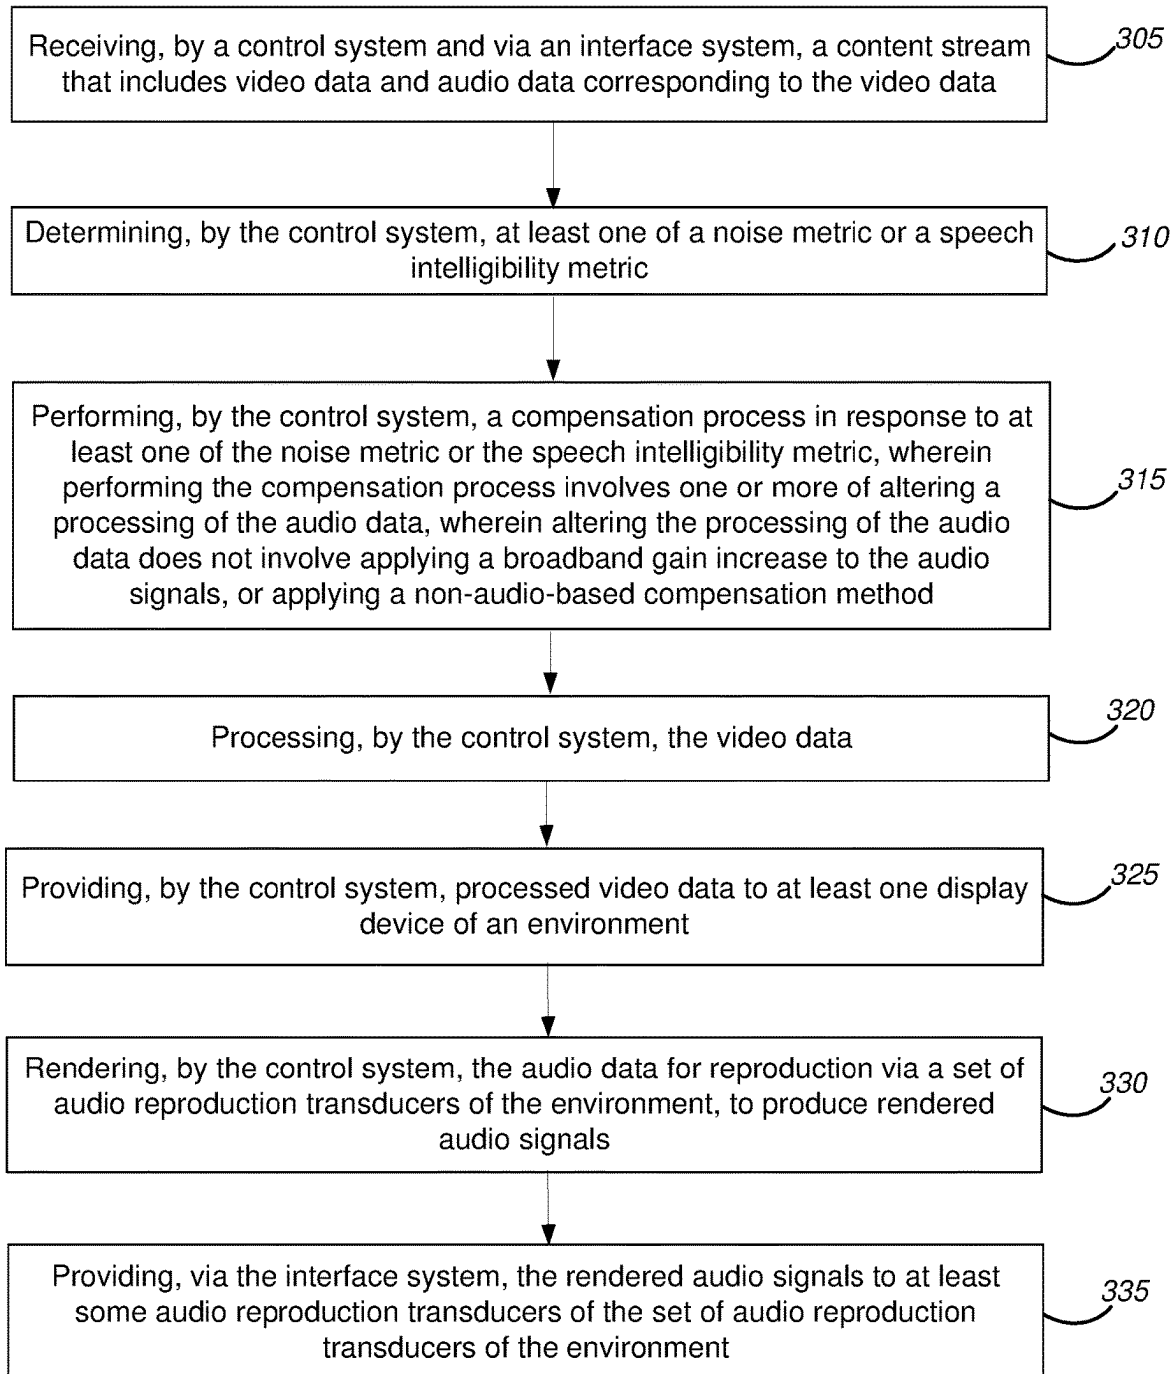 Receiving, by a control system and via an interface system, a content stream
that includes video data and audio data corresponding to the video data
305
Determining, by the control system, at least one of a noise metric or a speech
intelligibility metric
310
Performing, by the control system, a compensation process in response to at
least one of the noise metric or the speech intelligibility metric, wherein
performing the compensation process involves one or more of altering a
processing of the audio data, wherein altering the processing of the audio
data does not involve applying a broadband gain increase to the audio
signals, or applying a non-audio-based compensation method
315
Processing, by the control system, the video data
320
Providing, by the control system, processed video data to at least one display
device of an environment
325
Rendering, by the control system, the audio data for reproduction via a set of
audio reproduction transducers of the environment, to produce rendered
audio signals
330
Providing, via the interface system, the rendered audio signals to at least
some audio reproduction transducers of the set of audio reproduction
transducers of the environment
335